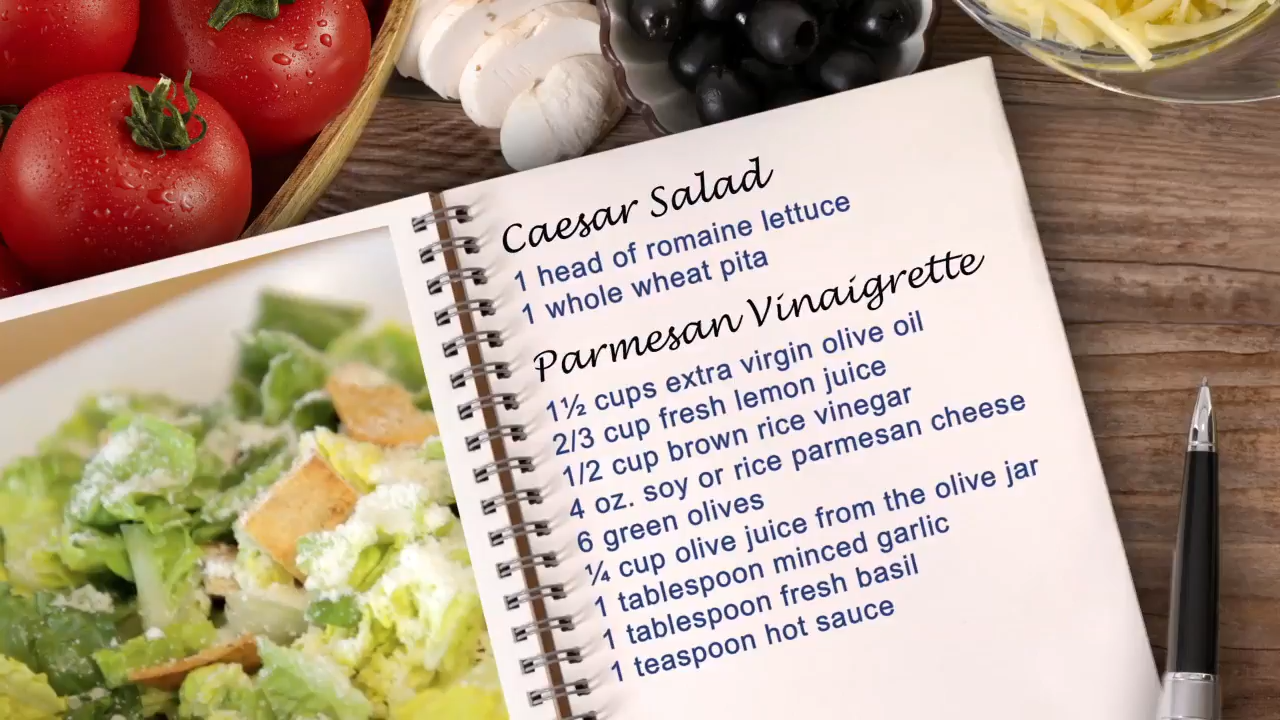 Caesar Salad
1 head of romaine lettuce
1 whole wheat pita
Parmesan Vinaigrette
1½ cups extra virgin olive oil
2/3 cup fresh lemon juice
1/2 cup brown rice vinegar
4 oz. soy or rice parmesan cheese
6 green olives
¼ cup olive juice from the olive jar
1 tablespoon minced garlic
1 tablespoon fresh basil
1 teaspoon hot sauce